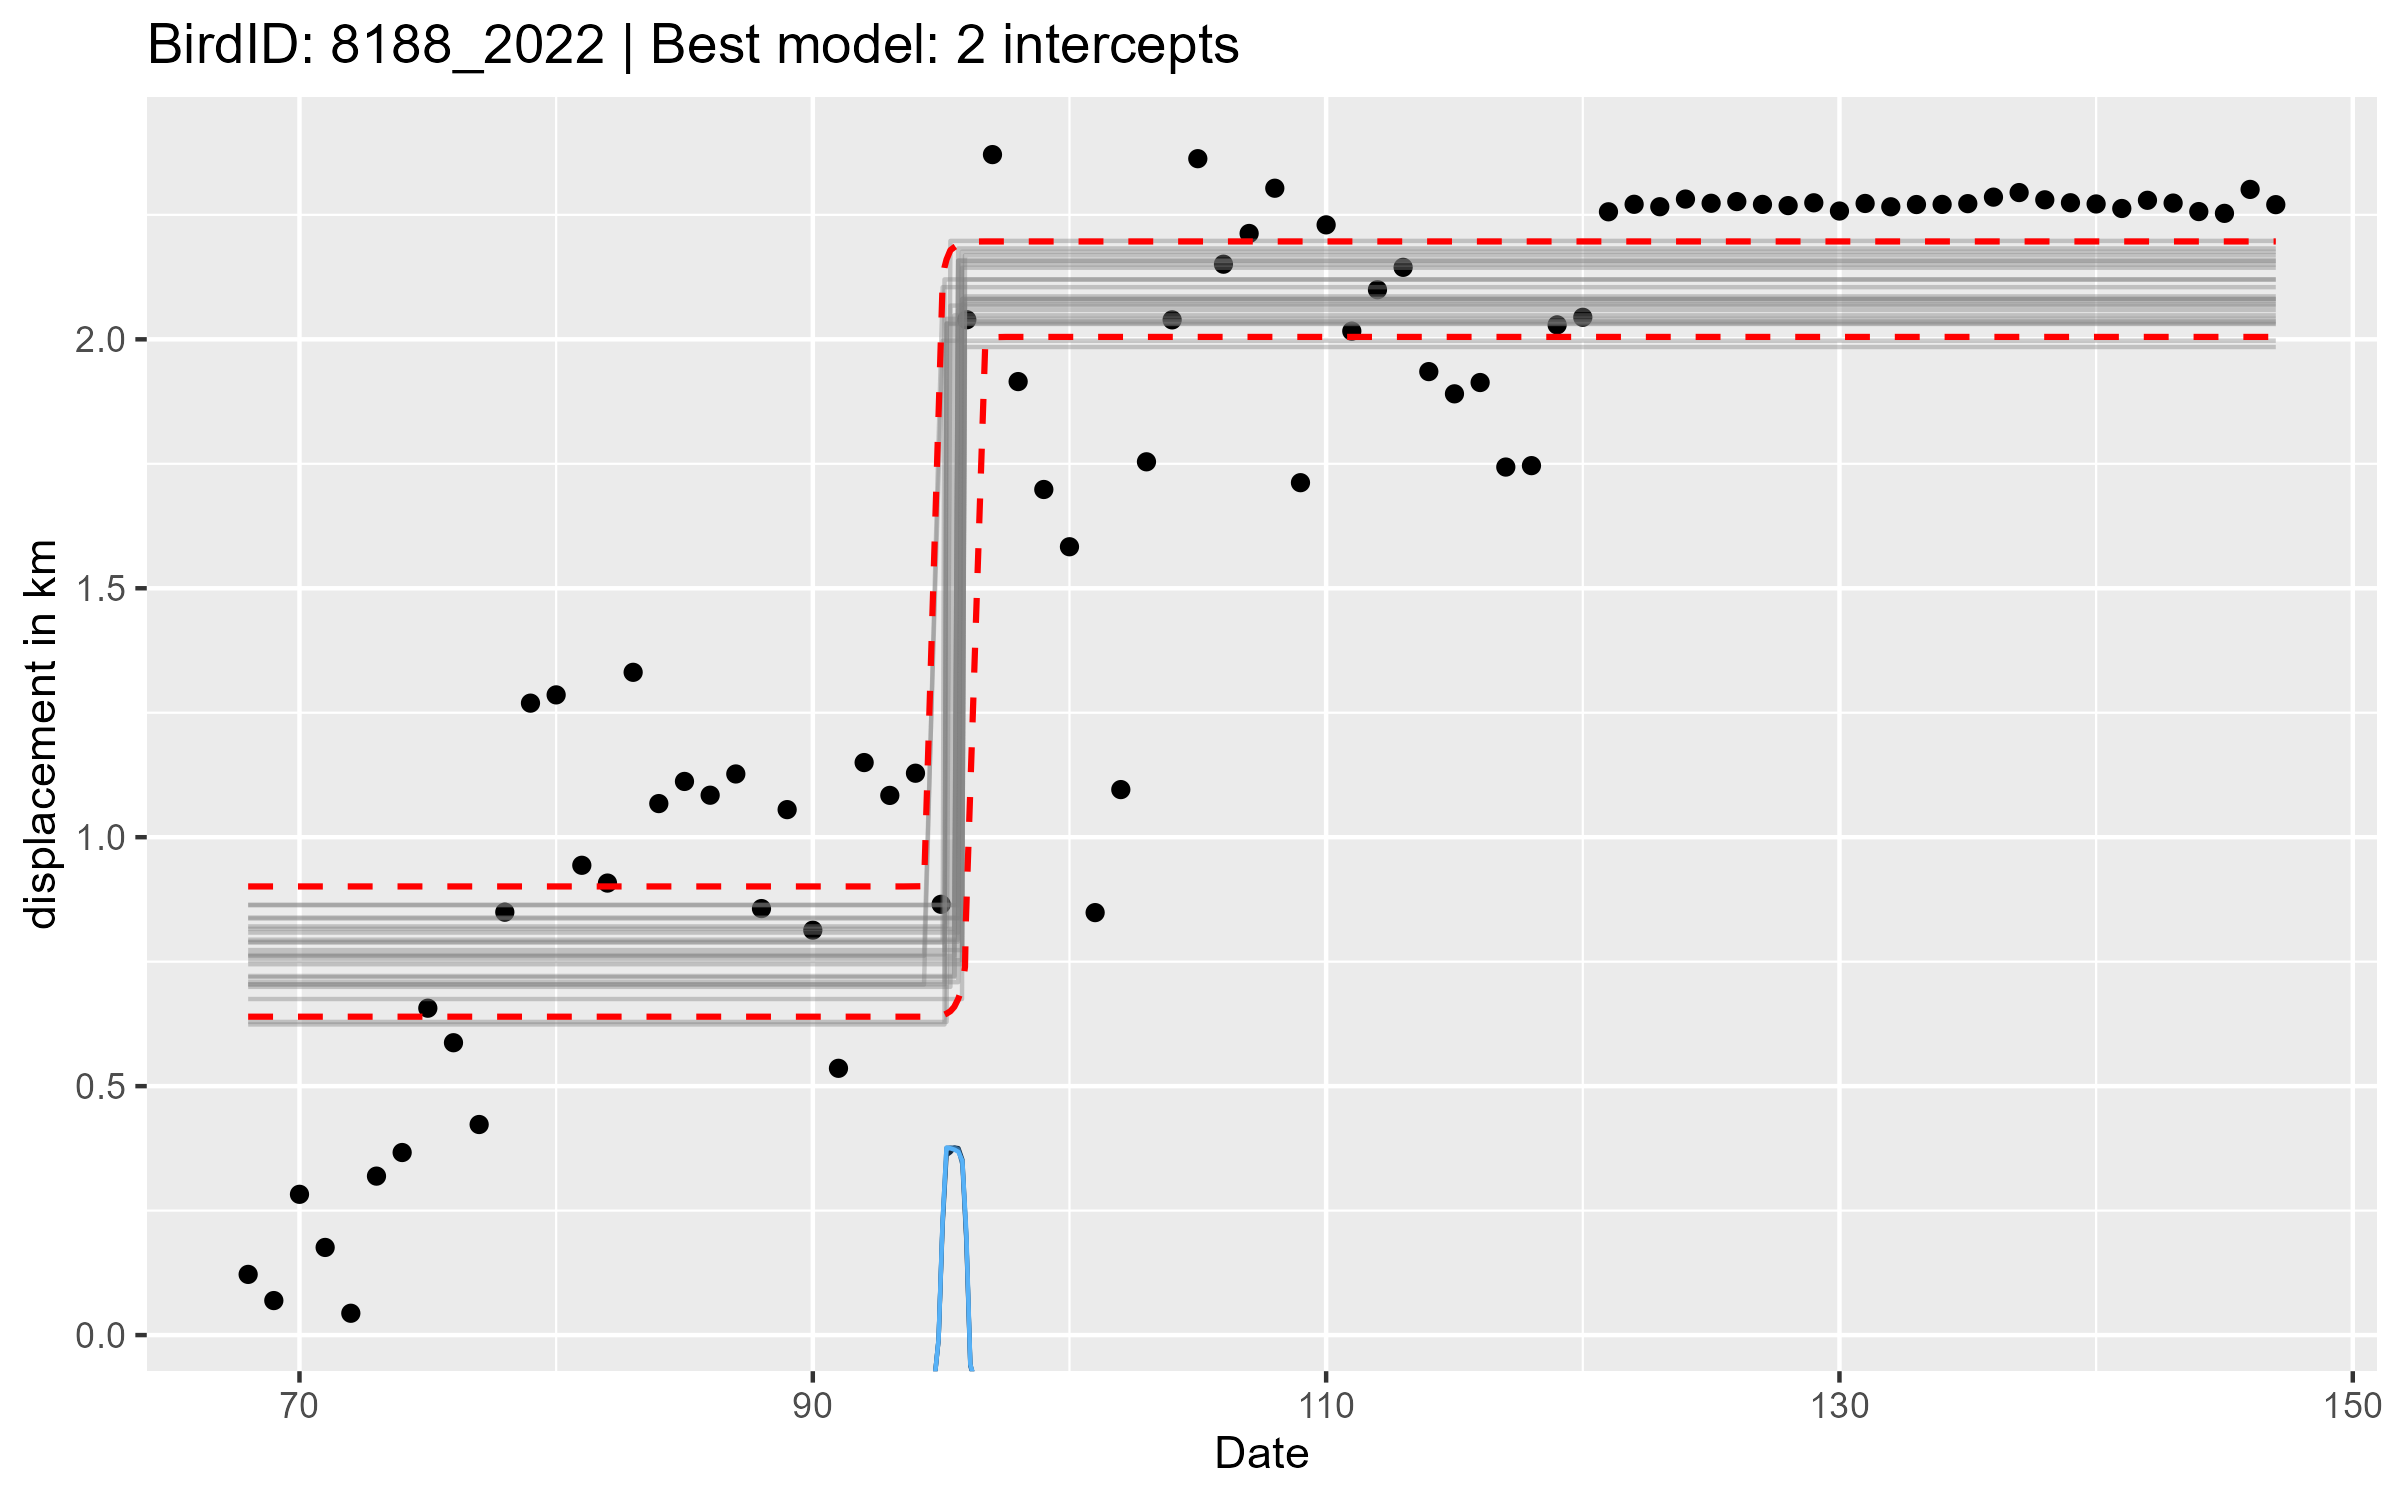 BirdID: 8188_2022 | Best model: 2 intercepts
displacement in km
2.0
1.5
1.0
0.5
0.0
70 90 110 130 150
Date